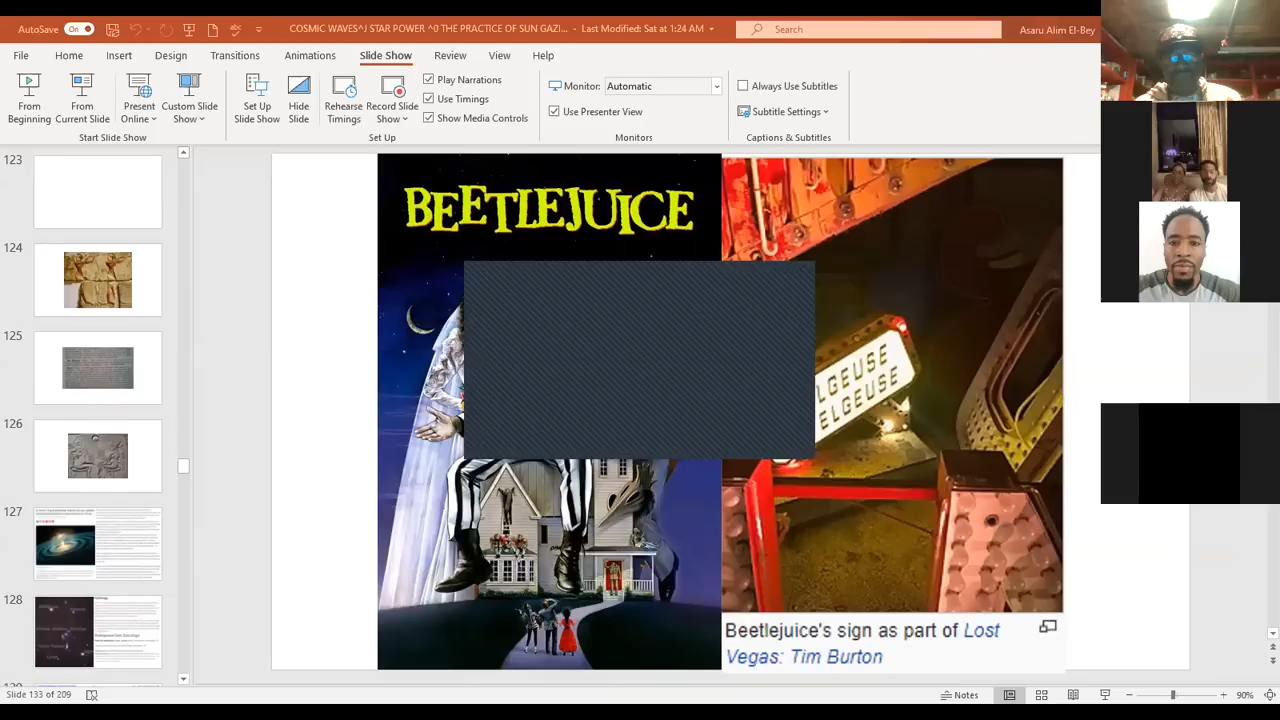 AutoSave On
COSMIC WAVES^J STAR POWER ^0 THE PRACTICE OF SUN GAZI... - Last Modified: Sat at 1:24 AM
Search
Asaru Alim El-Bey
File Home Insert Design Transitions Animations Slide Show Review View Help
From Beginning
From Current Slide
Present Online
Custom Slide Show
Start Slide Show
Set Up Slide Show
Hide Slide
Rehearse Timings
Record Slide Show
Play Narrations
Use Timings
Show Media Controls
Set Up
Monitor: Automatic
Use Presenter View
Monitors
Always Use Subtitles
Subtitle Settings
Captions & Subtitles
123
124
125
126
127
128
BEETLEJUICE
LGEUSE
ELGEUSE
Beetlejuice's sign as part of Lost
Vegas: Tim Burton
Slide 133 of 209
Notes
90%